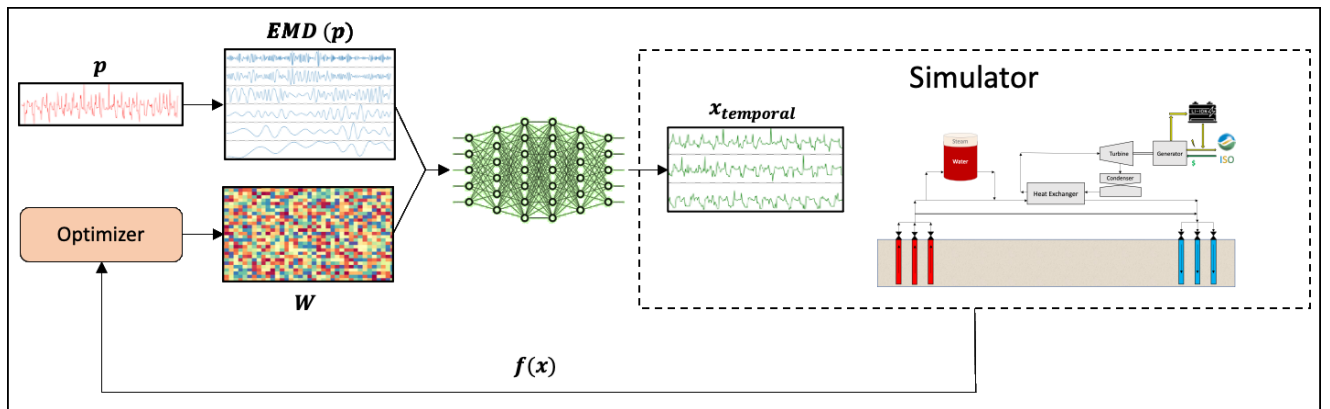 p
EMD (p)
Optimizer
W
x_temporal
Simulator
Steam
Water
Turbine
Generator
Condenser
Heat Exchanger
$
ISO
f(x)